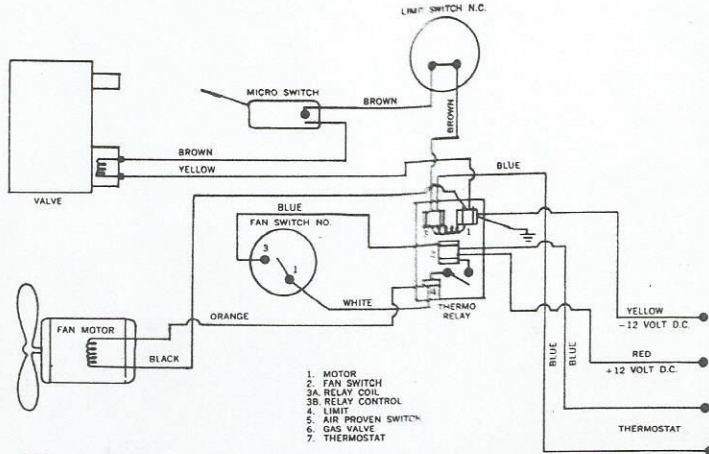 LIMIT SWITCH N.C.
MICRO SWITCH
BROWN
BROWN
BROWN
YELLOW
BLUE
VALVE
BLUE
FAN SWITCH NO.
3
1
1
WHITE
THERMO
RELAY
ORANGE
FAN MOTOR
BLACK
YELLOW
-12 VOLT D.C.
BLUE
BLUE
RED
+12 VOLT D.C.
THERMOSTAT
1. MOTOR
2. FAN SWITCH
3A. RELAY COIL
3B. RELAY CONTROL
4. LIMIT
5. AIR PROVEN SWITCH
6. GAS VALVE
7. THERMOSTAT